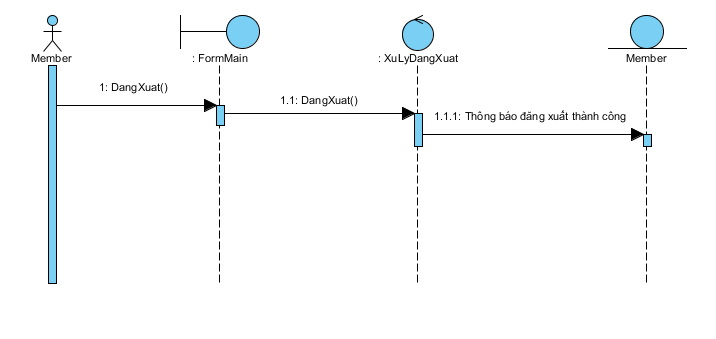 Member
: FormMain
: XuLyDangXuat
Member
1: DangXuat()
1.1: DangXuat()
1.1.1: Thông báo đăng xuất thành công